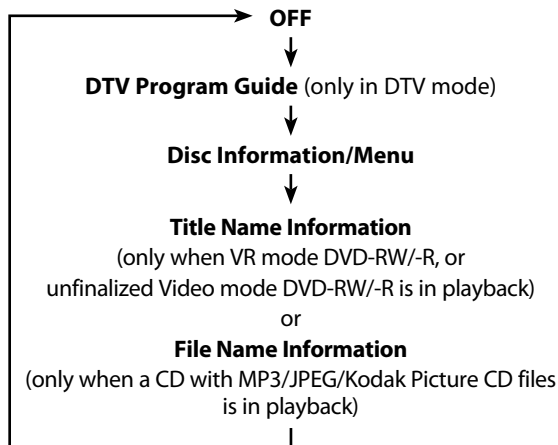 OFF
DTV Program Guide (only in DTV mode)
Disc Information/Menu
Title Name Information
(only when VR mode DVD-RW/-R, or
unfinalized Video mode DVD-RW/-R is in playback)
or
File Name Information
(only when a CD with MP3/JPEG/Kodak Picture CD files
is in playback)